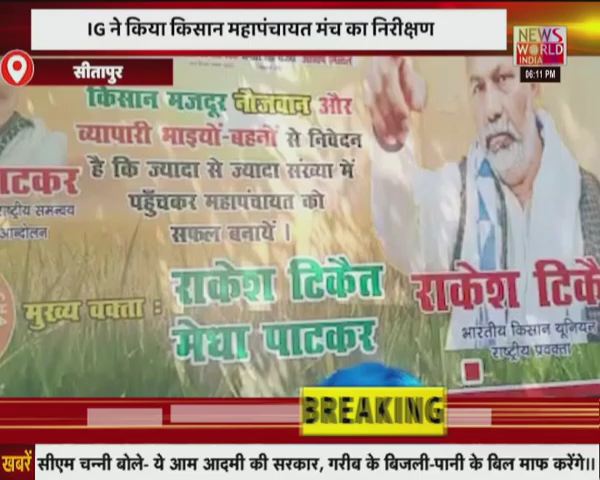 IG ने किया किसान महापंचायत मंच का निरीक्षण
NEWS
WORLD
INDIA
06:11 PM
सीतापुर
किसान मजदूर नौजवान और
व्यापारी भाइयों-बहनों से निवेदन
है कि ज्यादा से ज्यादा संख्या में
पहुँचकर महापंचायत को
सफल बनायें ।
मुख्य वक्ता : राकेश टिकैत
मेधा पाटकर
ाटकर
राष्ट्रीय समन्वय
आन्दोलन
राकेश टिकै
भारतीय किसान यूनियन
राष्ट्रीय प्रवक्ता
BREAKING
खबरें
सीएम चन्नी बोले- ये आम आदमी की सरकार, गरीब के बिजली-पानी के बिल माफ करेंगे।।